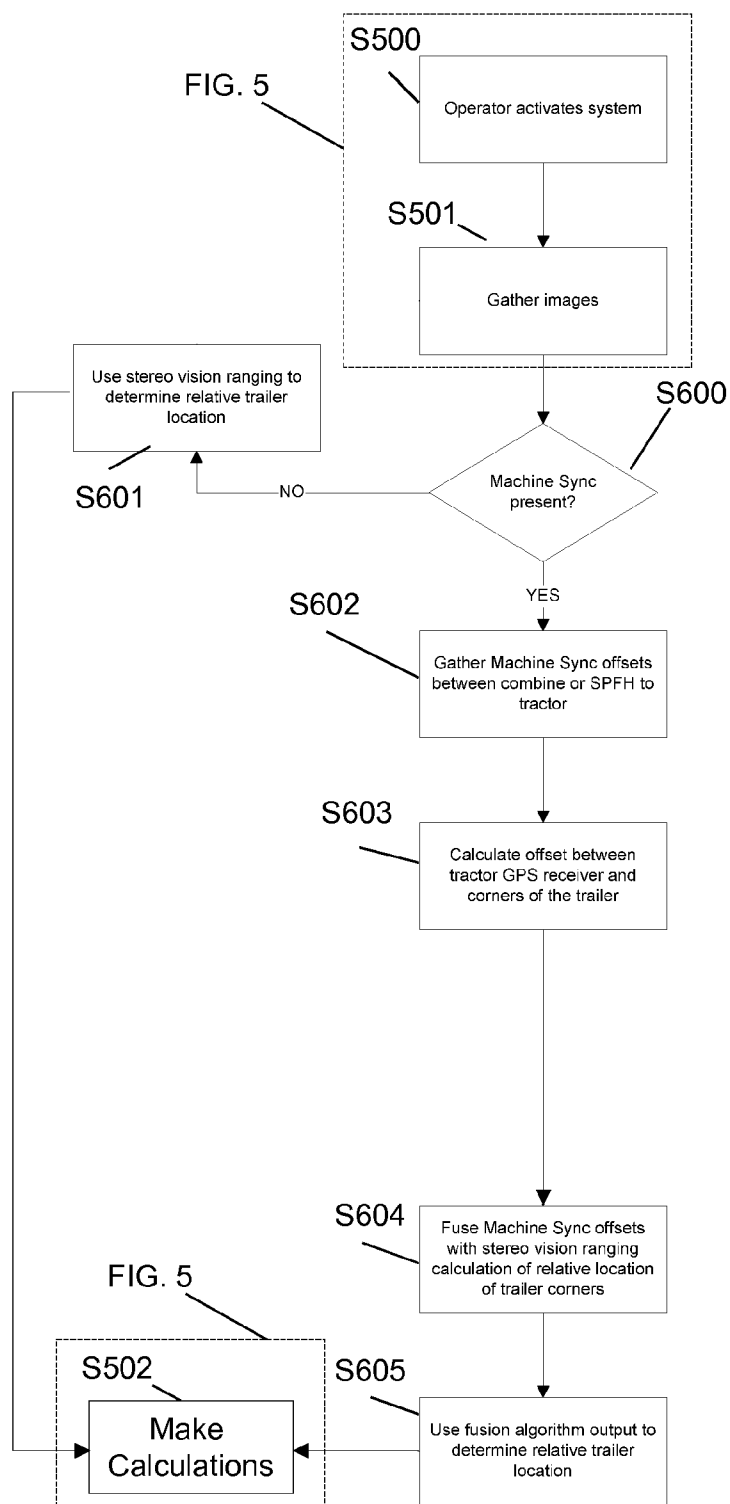 S500
FIG. 5
Operator activates system
S501
Gather images
Use stereo vision ranging to
determine relative trailer
location
S601
S600
Machine Sync
present?
NO
YES
S602
Gather Machine Sync offsets
between combine or SPFH to
tractor
S603
Calculate offset between
tractor GPS receiver and
corners of the trailer
S604
Fuse Machine Sync offsets
with stereo vision ranging
calculation of relative location
of trailer corners
FIG. 5
S502
Make
Calculations
S605
Use fusion algorithm output to
determine relative trailer
location